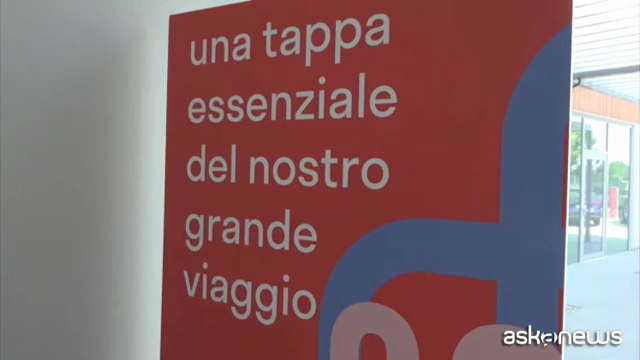 una tappa
essenziale
del nostro
grande
viaggio
askanews